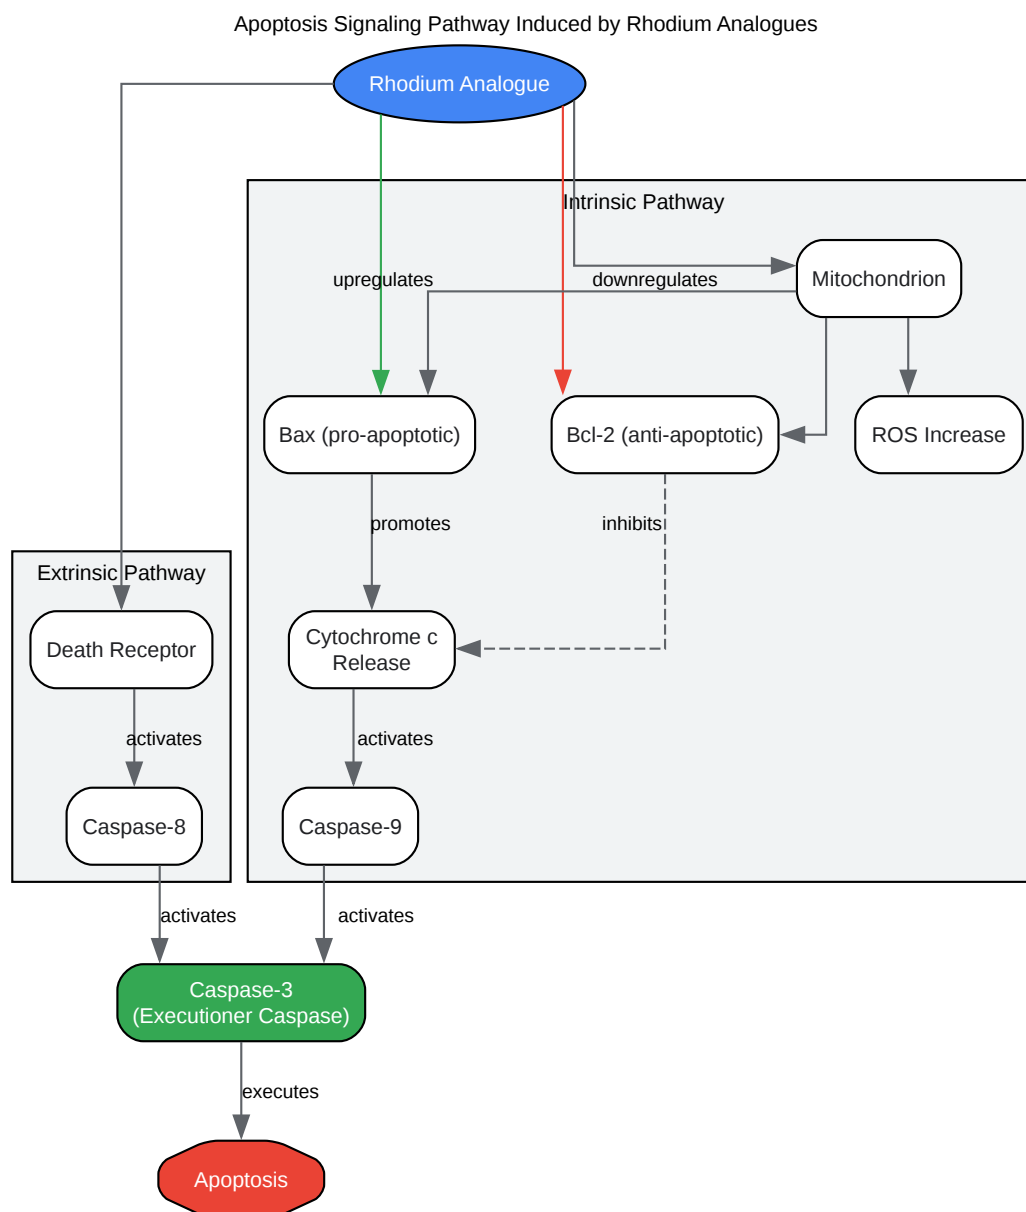 Apoptosis Signaling Pathway Induced by Rhodium Analogues
Rhodium Analogue
Intrinsic Pathway
Mitochondrion
upregulates
downregulates
Bax (pro-apoptotic)
Bcl-2 (anti-apoptotic)
ROS Increase
promotes
inhibits
Extrinsic Pathway
Death Receptor
Cytochrome c
Release
activates
activates
Caspase-8
Caspase-9
activates
activates
Caspase-3
(Executioner Caspase)
executes
Apoptosis